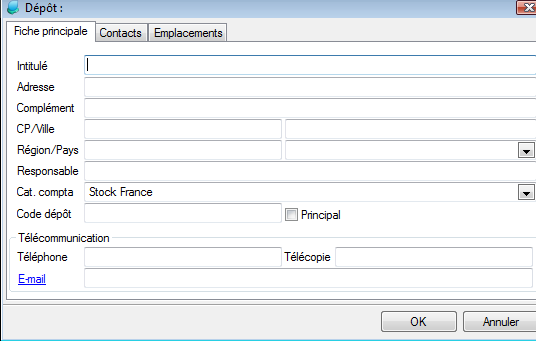 Dépôt :
Fiche principale Contacts Emplacements
Intitulé
Adresse
Complément
CP/Ville
Région/Pays
Responsable
Cat. compta Stock France
Code dépôt Principal
Télécommunication
Téléphone Télécopie
E-mail
OK Annuler